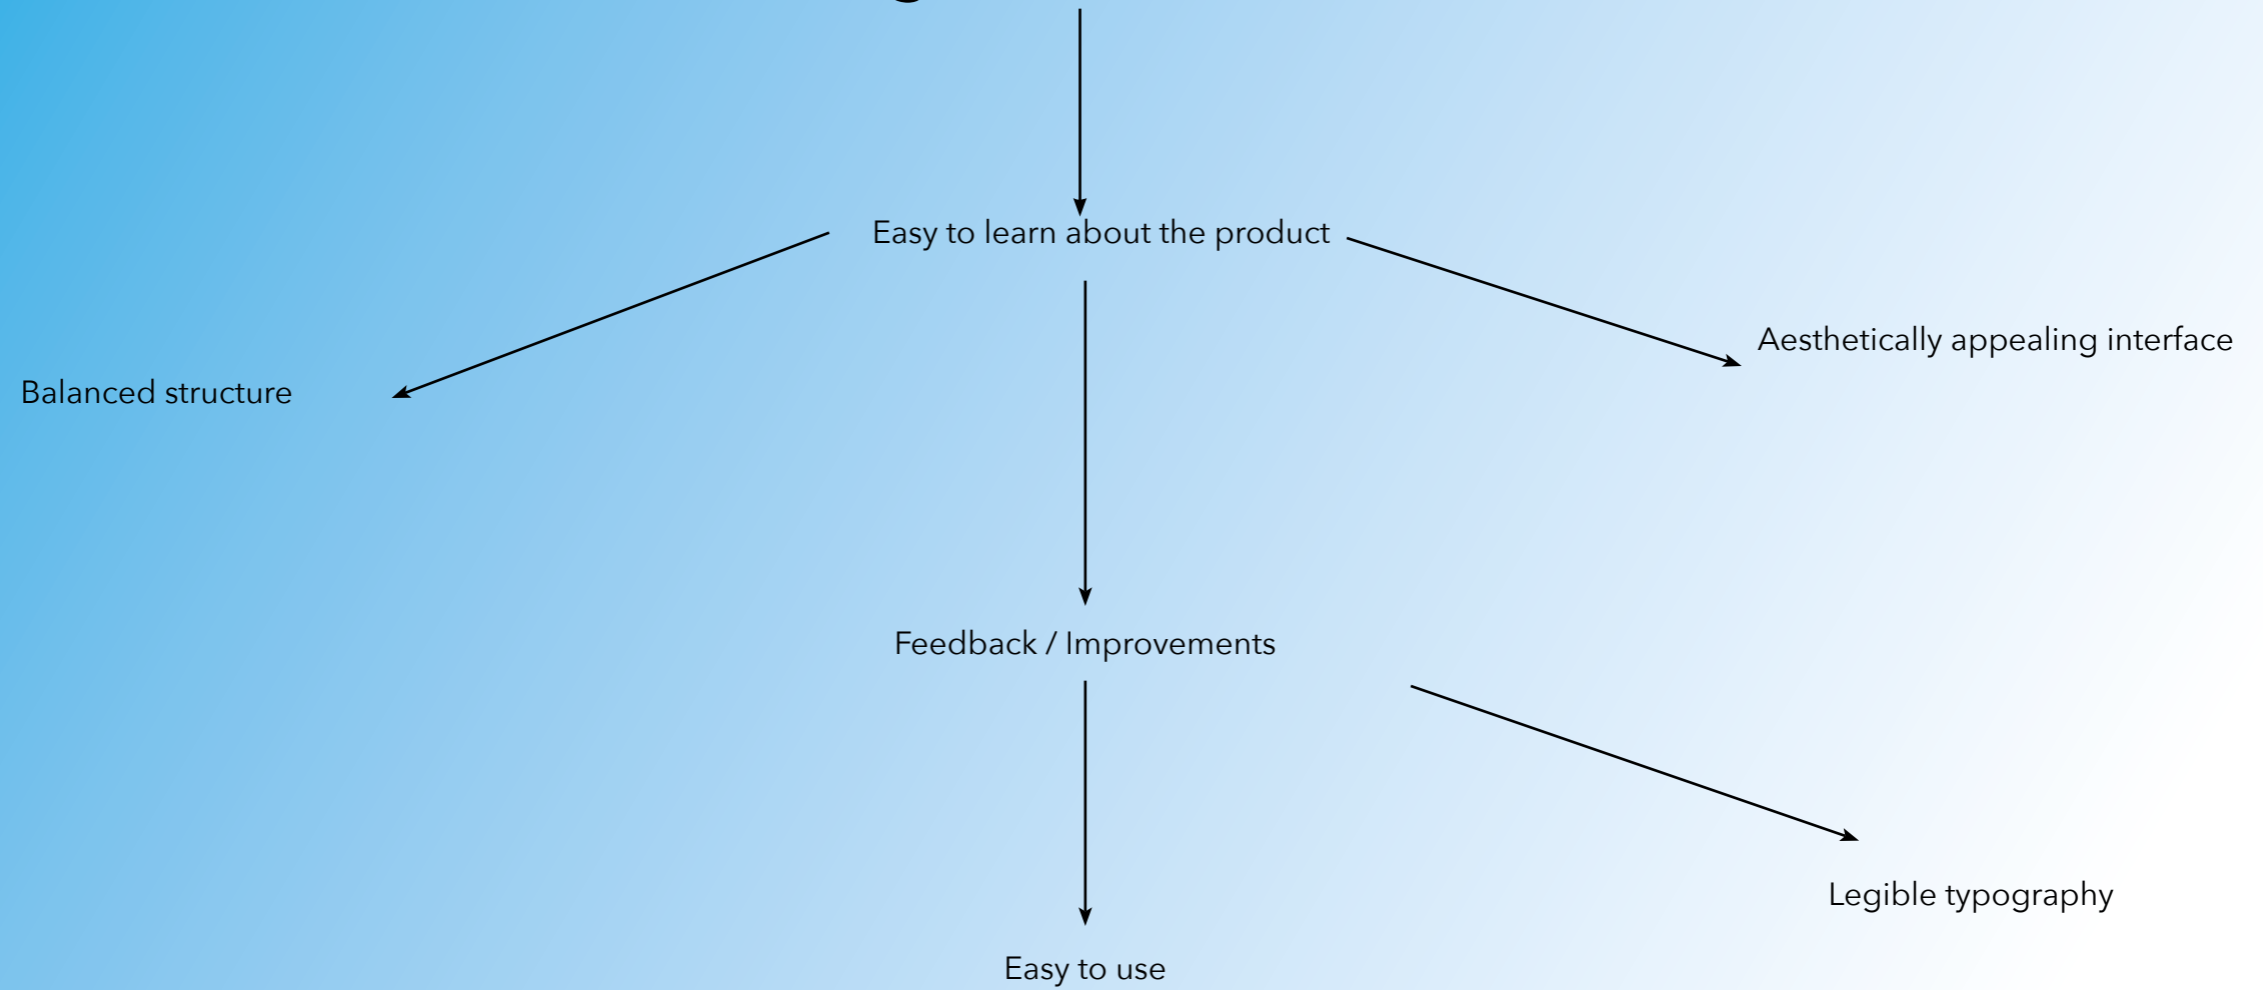 Easy to learn about the product
Aesthetically appealing interface
Balanced structure
Feedback / Improvements
Legible typography
Easy to use